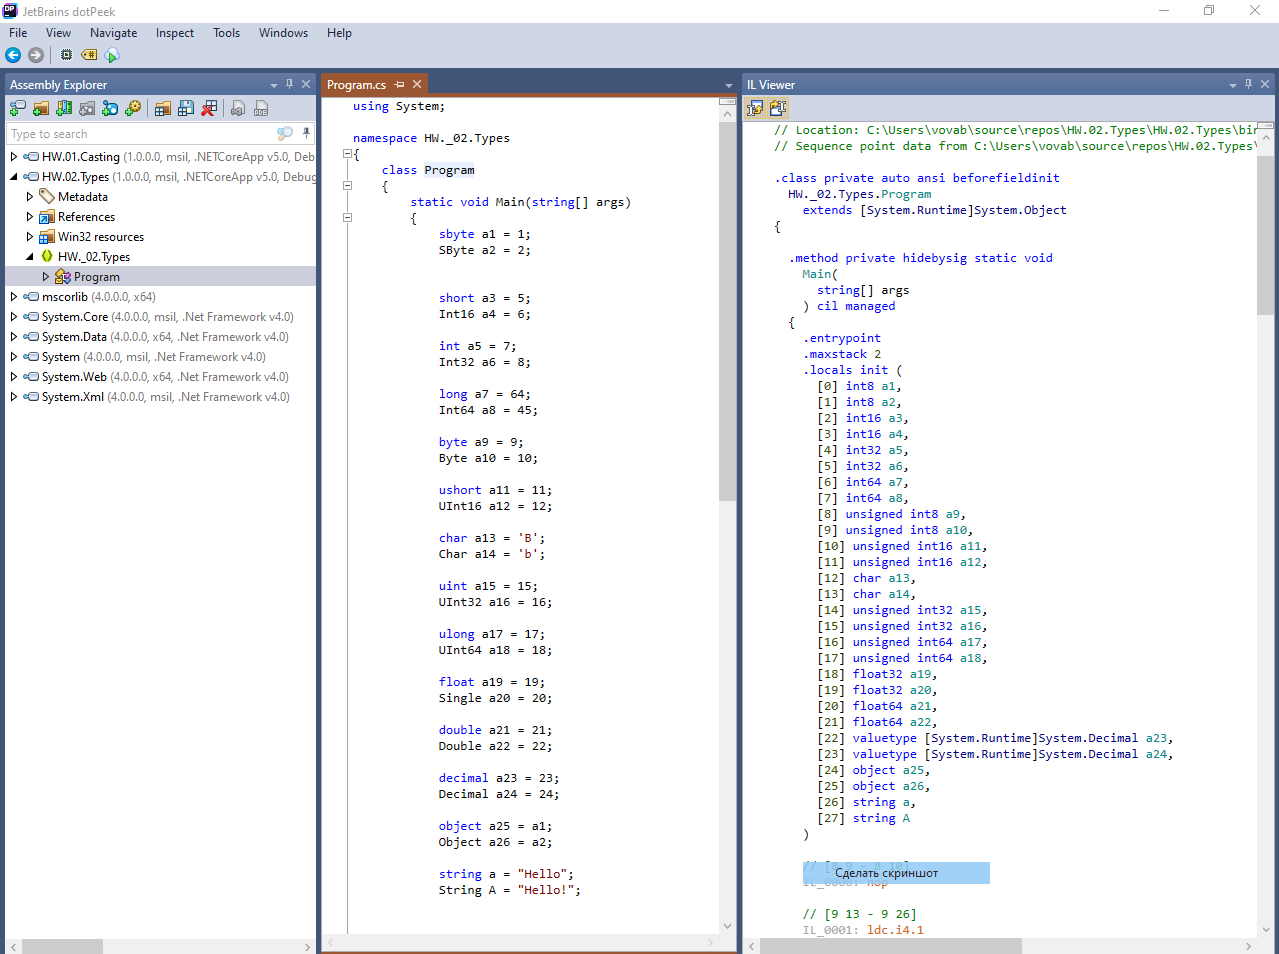 JetBrains dotPeek
File View Navigate Inspect Tools Windows Help
Assembly Explorer
Type to search
HW.01.Casting (1.0.0.0, msil, .NETCoreApp v5.0, Deb
HW.02.Types (1.0.0.0, msil, .NETCoreApp v5.0, Debug
Metadata
References
Win32 resources
HW._02.Types
Program
mscorlib (4.0.0.0, x64)
System.Core (4.0.0.0, msil, .Net Framework v4.0)
System.Data (4.0.0.0, x64, .Net Framework v4.0)
System (4.0.0.0, msil, .Net Framework v4.0)
System.Web (4.0.0.0, x64, .Net Framework v4.0)
System.Xml (4.0.0.0, msil, .Net Framework v4.0)
Program.cs
using System;
namespace HW._02.Types
{
class Program
{
static void Main(string[] args)
{
sbyte a1 = 1;
SByte a2 = 2;
short a3 = 5;
Int16 a4 = 6;
int a5 = 7;
Int32 a6 = 8;
long a7 = 64;
Int64 a8 = 45;
byte a9 = 9;
Byte a10 = 10;
ushort a11 = 11;
UInt16 a12 = 12;
char a13 = 'B';
Char a14 = 'b';
uint a15 = 15;
UInt32 a16 = 16;
ulong a17 = 17;
UInt64 a18 = 18;
float a19 = 19;
Single a20 = 20;
double a21 = 21;
Double a22 = 22;
decimal a23 = 23;
Decimal a24 = 24;
object a25 = a1;
Object a26 = a2;
string a = "Hello";
String A = "Hello!";
IL Viewer
// Location: C:\Users\vovab\source\repos\HW.02.Types\HW.02.Types\bin
// Sequence point data from C:\Users\vovab\source\repos\HW.02.Types\
.class private auto ansi beforefieldinit
HW._02.Types.Program
extends [System.Runtime]System.Object
{
.method private hidebysig static void
Main(
string[] args
) cil managed
{
.entrypoint
.maxstack 2
.locals init (
[0] int8 a1,
[1] int8 a2,
[2] int16 a3,
[3] int16 a4,
[4] int32 a5,
[5] int32 a6,
[6] int64 a7,
[7] int64 a8,
[8] unsigned int8 a9,
[9] unsigned int8 a10,
[10] unsigned int16 a11,
[11] unsigned int16 a12,
[12] char a13,
[13] char a14,
[14] unsigned int32 a15,
[15] unsigned int32 a16,
[16] unsigned int64 a17,
[17] unsigned int64 a18,
[18] float32 a19,
[19] float32 a20,
[20] float64 a21,
[21] float64 a22,
[22] valuetype [System.Runtime]System.Decimal a23,
[23] valuetype [System.Runtime]System.Decimal a24,
[24] object a25,
[25] object a26,
[26] string a,
[27] string A
)
// [8 9 - 8 10]
Сделать скриншот
IL_0000: nop
// [9 13 - 9 26]
IL_0001: ldc.i4.1